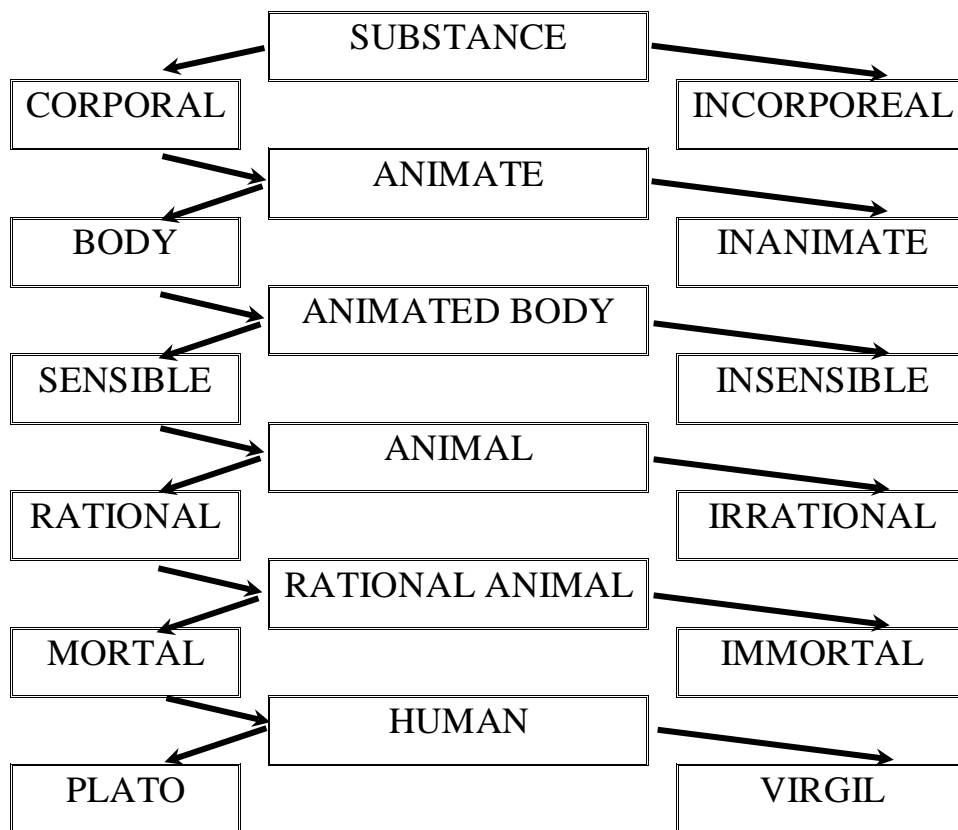 SUBSTANCE
CORPORAL
INCORPOREAL
ANIMATE
BODY
INANIMATE
ANIMATED BODY
SENSIBLE
INSENSIBLE
ANIMAL
RATIONAL
IRRATIONAL
RATIONAL ANIMAL
MORTAL
IMMORTAL
HUMAN
PLATO
VIRGIL